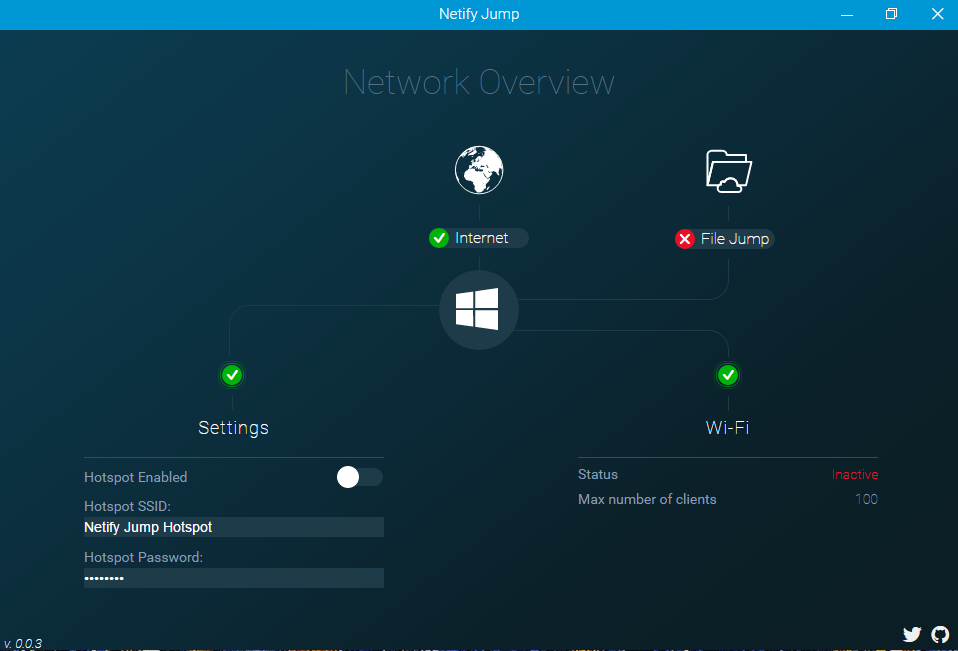 Netify Jump
Network Overview
Internet
File Jump
Settings
Hotspot Enabled
Hotspot SSID:
Netify Jump Hotspot
Hotspot Password:
••••••••
Wi-Fi
Status Inactive
Max number of clients 100
v. 0.0.3